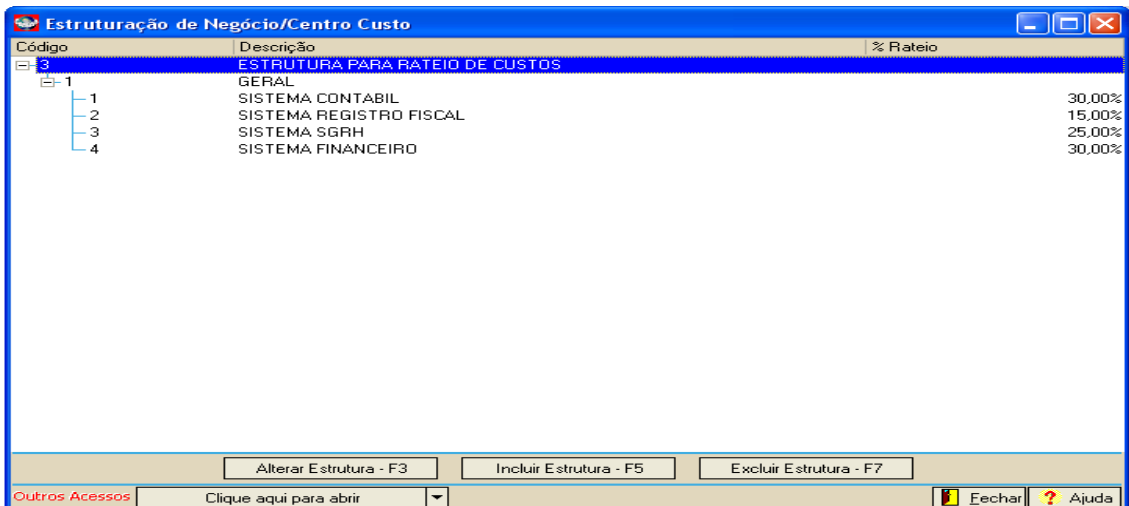 Estruturação de Negócio/Centro Custo
Código Descrição % Rateio
3 ESTRUTURA PARA RATEIO DE CUSTOS
1 GERAL
1 SISTEMA CONTABIL 30,00%
2 SISTEMA REGISTRO FISCAL 15,00%
3 SISTEMA SGRH 25,00%
4 SISTEMA FINANCEIRO 30,00%
Alterar Estrutura - F3 Incluir Estrutura - F5 Excluir Estrutura - F7
Outros Acessos Clique aqui para abrir Fechar ? Ajuda